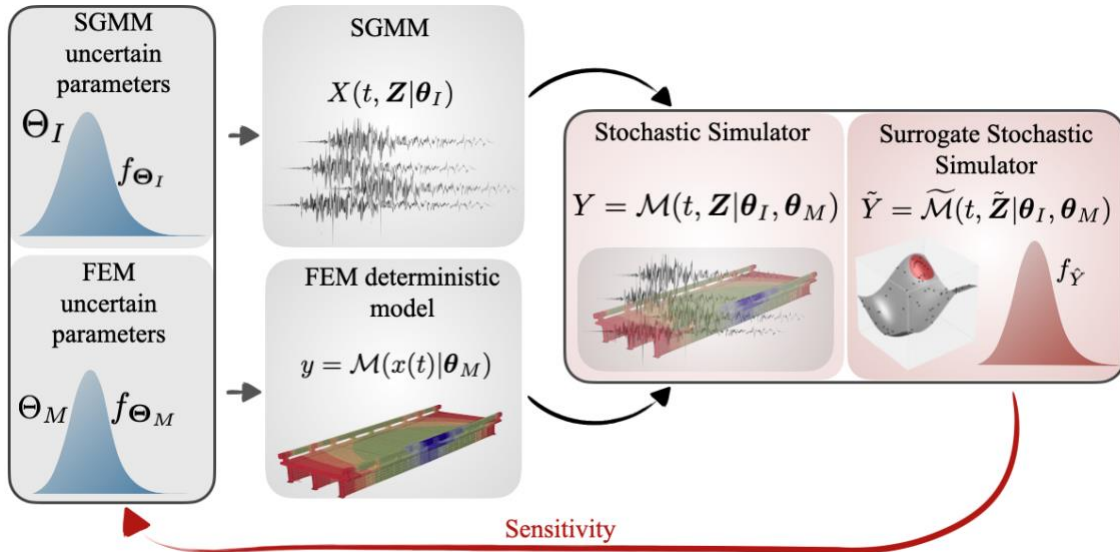 SGMM
uncertain
parameters
Θ_I
f_{𝚯_I}
FEM
uncertain
parameters
Θ_M
f_{𝚯_M}
SGMM
X(t, 𝒁|𝜽_I)
FEM deterministic
model
y = ℳ(x(t)|𝜽_M)
Stochastic Simulator
Y = ℳ(t, 𝒁|𝜽_I, 𝜽_M)
Surrogate Stochastic
Simulator
Ỹ = ℳ̃(t, 𝒁̃|𝜽_I, 𝜽_M)
f_Ŷ
Sensitivity